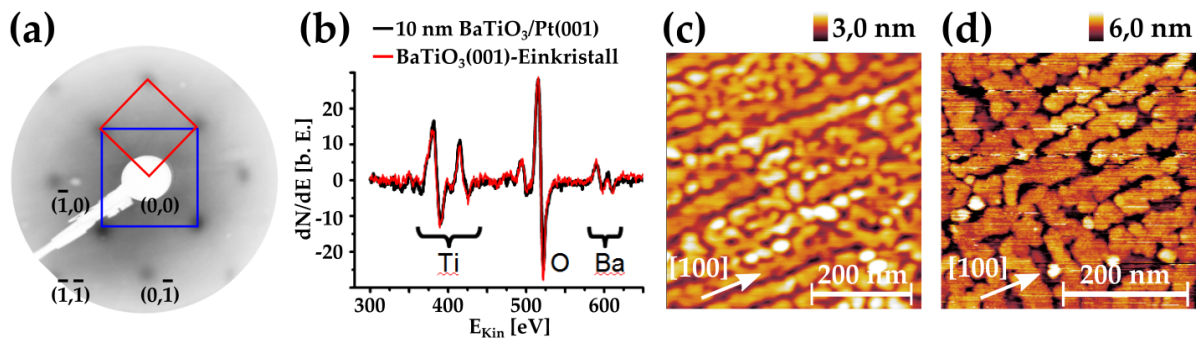 (a)
(1̅,0)
(0,0)
(1̅,1̅)
(0,1̅)
(b)
10 nm BaTiO₃/Pt(001)
BaTiO₃(001)-Einkristall
dN/dE [b. E.]
20
10
0
-10
-20
Ti
O
Ba
300
400
500
600
E_Kin [eV]
(c)
3,0 nm
[100]
200 nm
(d)
6,0 nm
[100]
200 nm